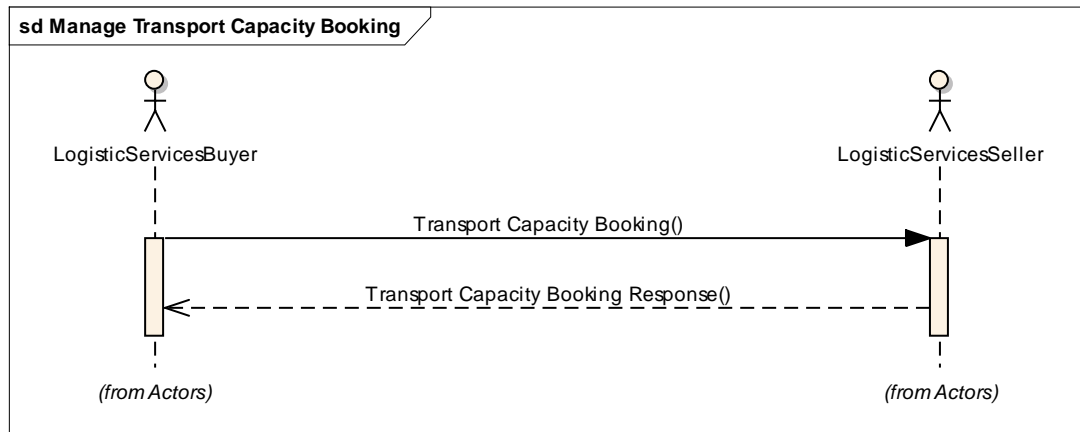 sd Manage Transport Capacity Booking
LogisticServicesBuyer
LogisticServicesSeller
Transport Capacity Booking()
Transport Capacity Booking Response()
(from Actors)
(from Actors)